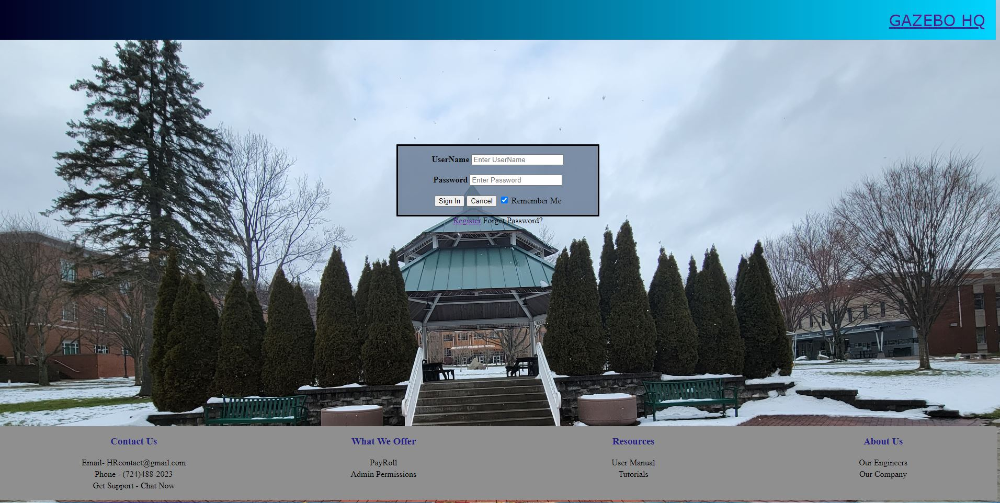 GAZEBO HQ
UserName Enter UserName
Password Enter Password
Sign In Cancel Remember Me
Register Forget Password?
Contact Us
Email- HRcontact@gmail.com
Phone - (724)488-2023
Get Support - Chat Now
What We Offer
PayRoll
Admin Permissions
Resources
User Manual
Tutorials
About Us
Our Engineers
Our Company